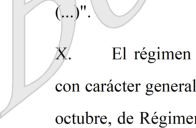 (...)".
X. El régimen
con carácter general
octubre, de Régimen